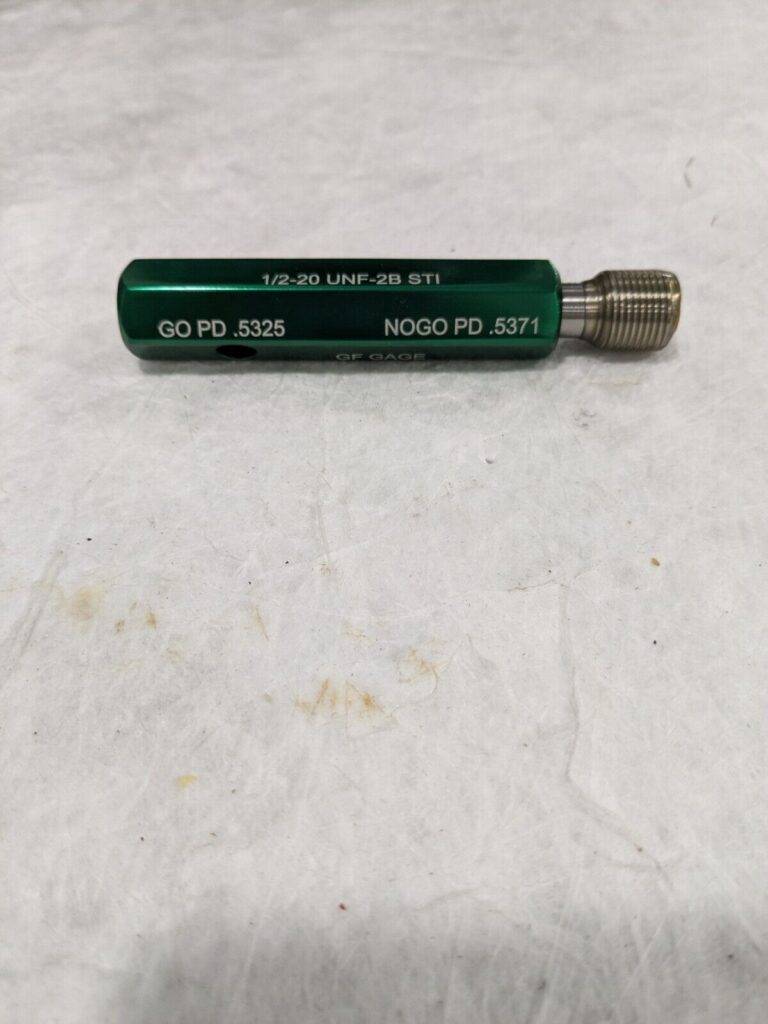 1/2-20 UNF-2B STI
GO PD .5325 NOGO PD .5371
GF GAGE